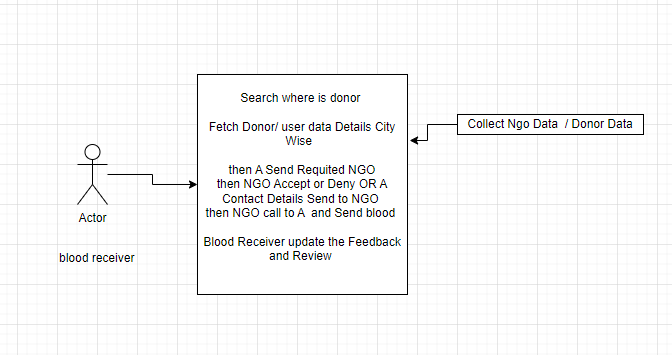 Search where is donor
Fetch Donor/ user data Details City
Wise
then A Send Requited NGO
then NGO Accept or Deny OR A
Contact Details Send to NGO
then NGO call to A  and Send blood
Blood Receiver update the Feedback
and Review
Collect Ngo Data  / Donor Data
Actor
blood receiver